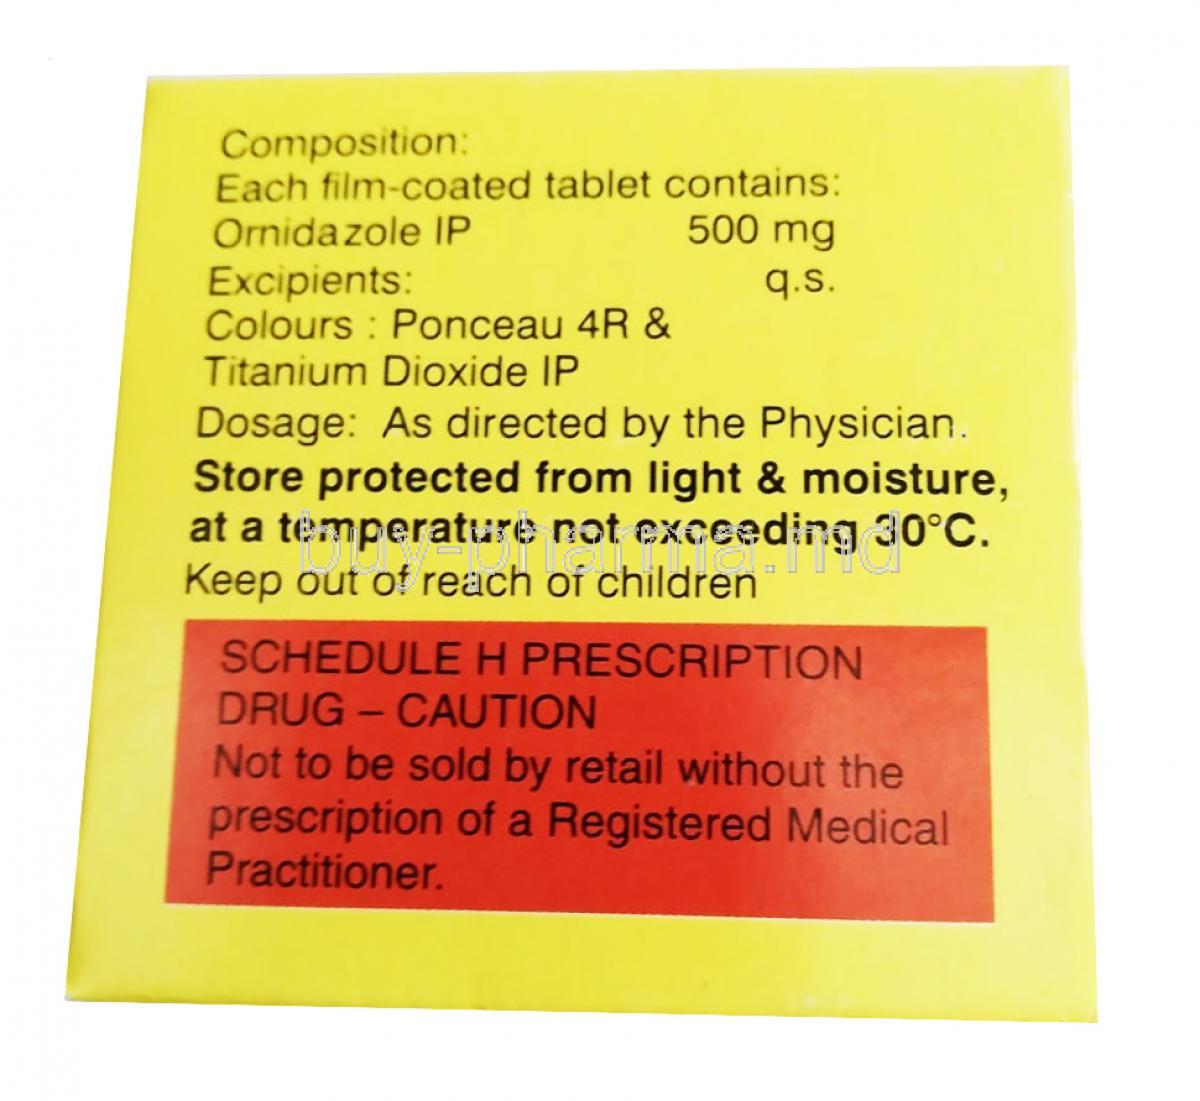 Composition:
Each film-coated tablet contains:
Ornidazole IP 500 mg
Excipients: q.s.
Colours : Ponceau 4R &
Titanium Dioxide IP
Dosage: As directed by the Physician.
Store protected from light & moisture,
at a temperature not exceeding 30°C.
buy-pharma.md
Keep out of reach of children
SCHEDULE H PRESCRIPTION
DRUG – CAUTION
Not to be sold by retail without the
prescription of a Registered Medical
Practitioner.